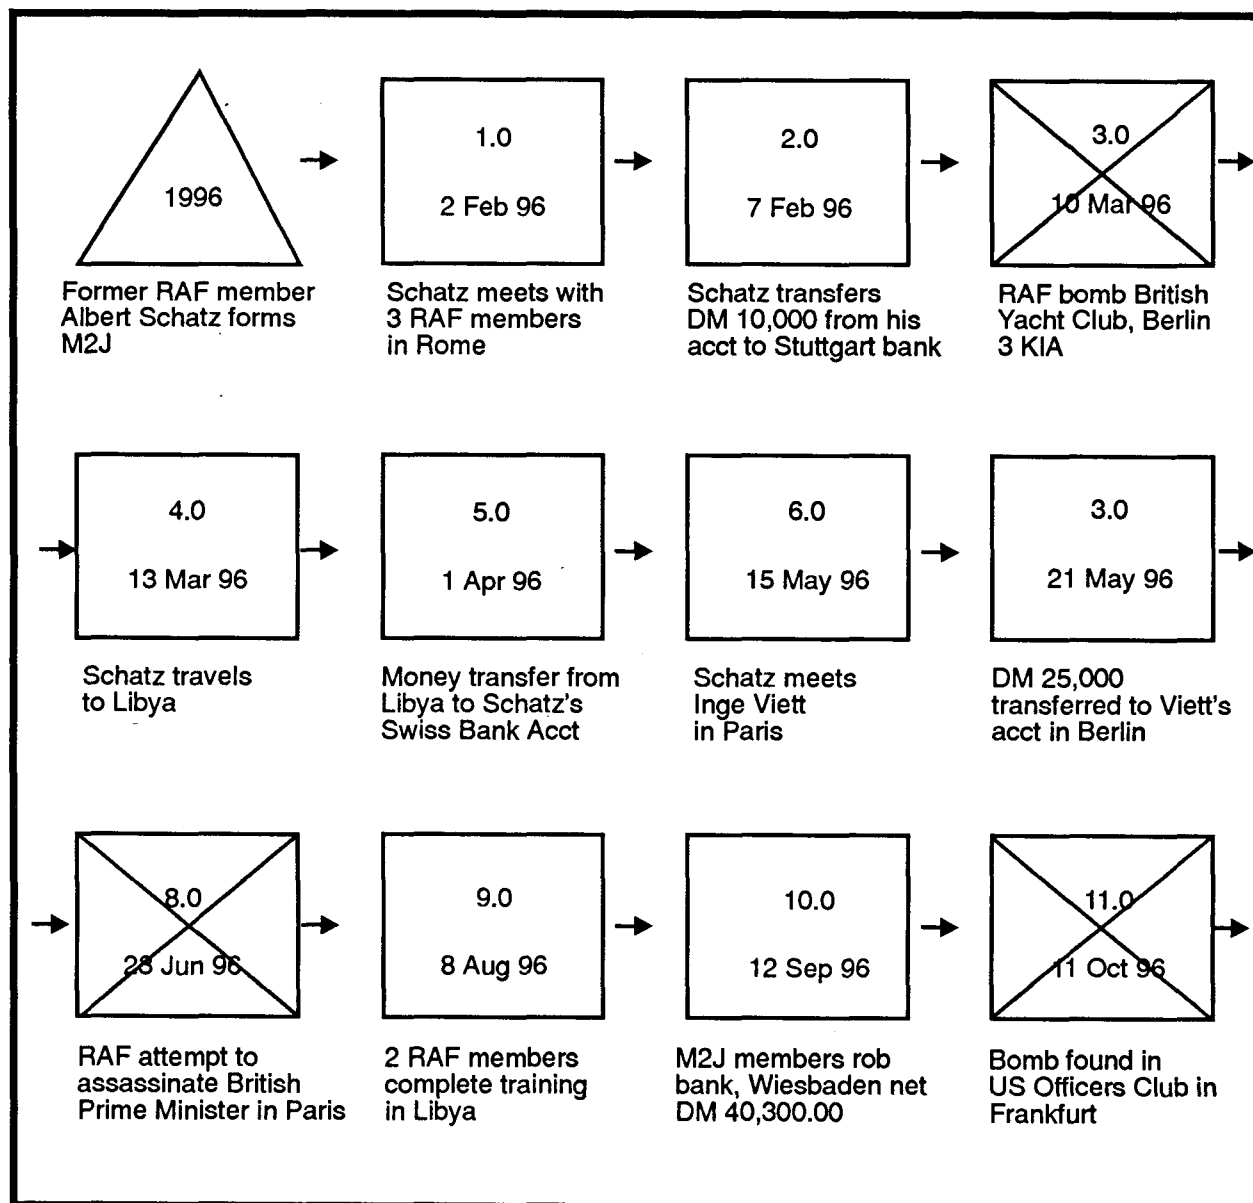 1996
Former RAF member
Albert Schatz forms
M2J
1.0
2 Feb 96
Schatz meets with
3 RAF members
in Rome
2.0
7 Feb 96
Schatz transfers
DM 10,000 from his
acct to Stuttgart bank
3.0
10 Mar 96
RAF bomb British
Yacht Club, Berlin
3 KIA
4.0
13 Mar 96
Schatz travels
to Libya
5.0
1 Apr 96
Money transfer from
Libya to Schatz's
Swiss Bank Acct
6.0
15 May 96
Schatz meets
Inge Viett
in Paris
3.0
21 May 96
DM 25,000
transferred to Viett's
acct in Berlin
8.0
28 Jun 96
RAF attempt to
assassinate British
Prime Minister in Paris
9.0
8 Aug 96
2 RAF members
complete training
in Libya
10.0
12 Sep 96
M2J members rob
bank, Wiesbaden net
DM 40,300.00
11.0
11 Oct 96
Bomb found in
US Officers Club in
Frankfurt